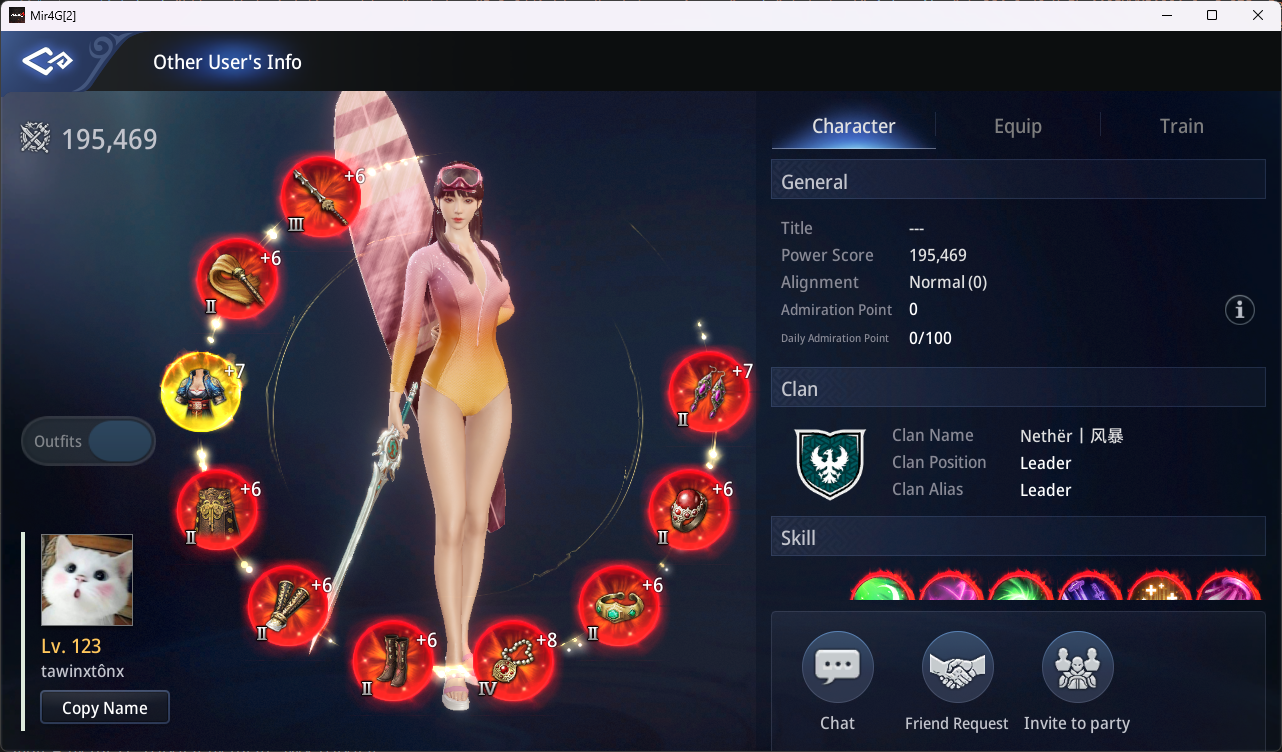 Mir4G[2]
Other User's Info
195,469
Character Equip Train
General
Title ---
Power Score 195,469
Alignment Normal (0)
Admiration Point 0
Daily Admiration Point 0/100
Clan
Clan Name Nethër丨风暴
Clan Position Leader
Clan Alias Leader
Skill
Chat Friend Request Invite to party
+6
III
+6
II
+7
+6
II
+6
II
+6
II
+8
IV
+6
II
+6
II
+7
II
Outfits
Lv. 123
tawinxtônx
Copy Name